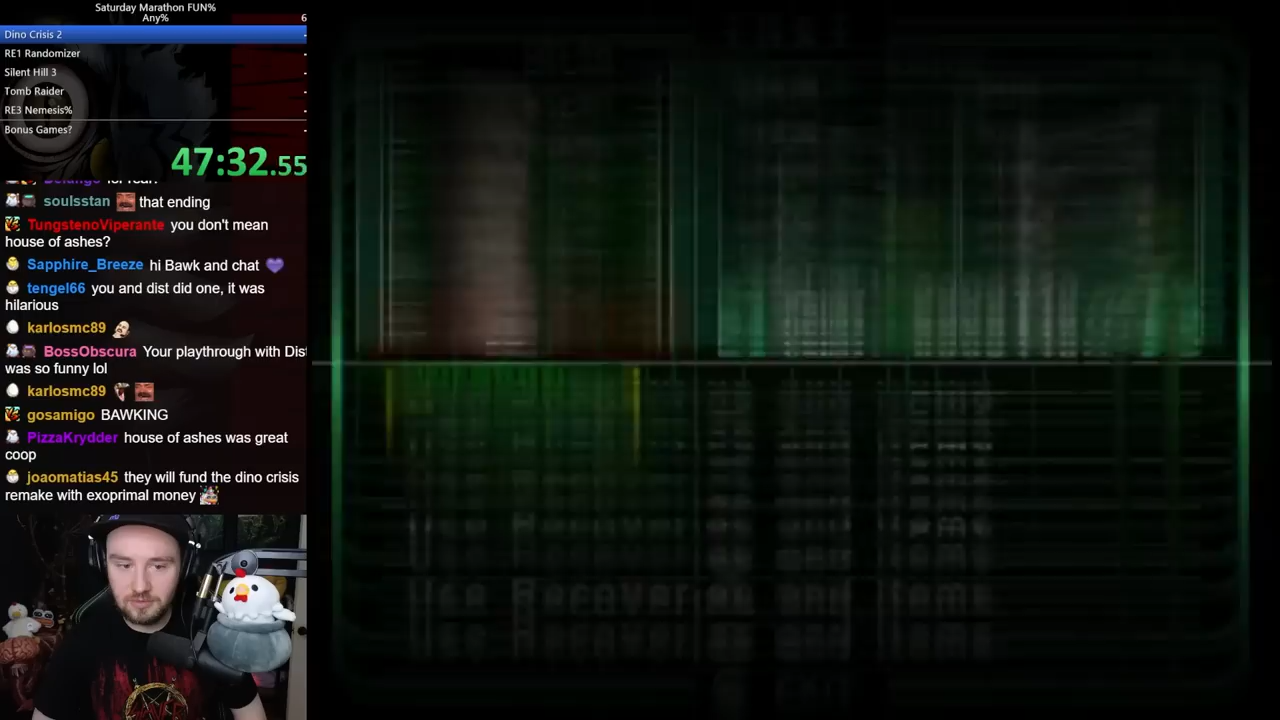 Saturday Marathon FUN%
Any%
6
Dino Crisis 2 -
RE1 Randomizer -
Silent Hill 3 -
Tomb Raider -
RE3 Nemesis% -
Bonus Games? -
47:32.55
soulsstan that ending
TungstenoViperante you don't mean
house of ashes?
Sapphire_Breeze hi Bawk and chat
tengel66 you and dist did one, it was
hilarious
karlosmc89
BossObscura Your playthrough with Dist
was so funny lol
karlosmc89
gosamigo BAWKING
PizzaKrydder house of ashes was great
coop
joaomatias45 they will fund the dino crisis
remake with exoprimal money